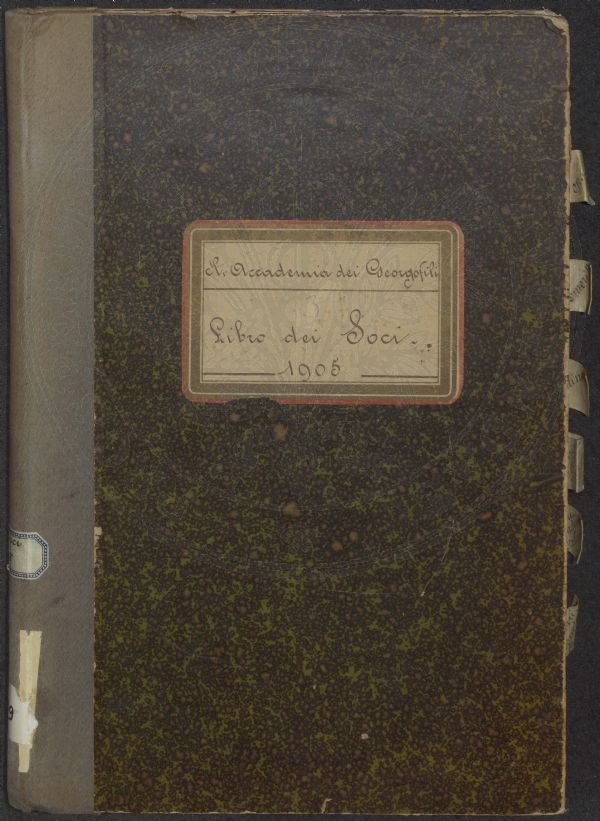 R. Accademia dei Georgofili
Libro dei Soci
1905